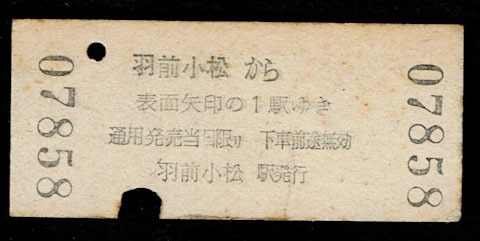 07858
羽前小松 から
表面矢印の1駅ゆき
通用発売当日限り 下車前途無効
羽前小松 駅発行
07858